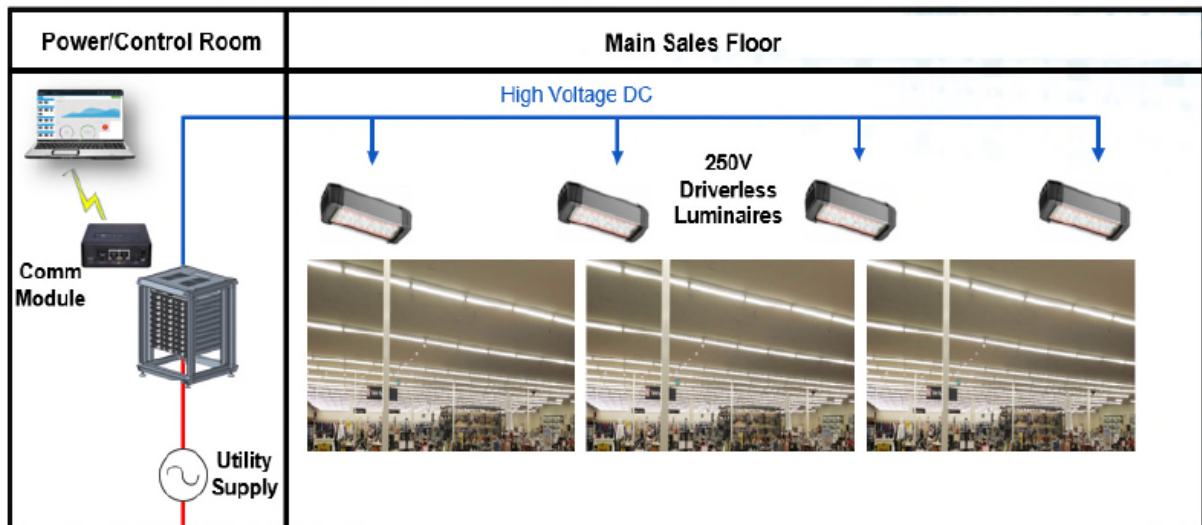 Power/Control Room
Main Sales Floor
High Voltage DC
250V
Driverless
Luminaires
Comm
Module
Utility
Supply